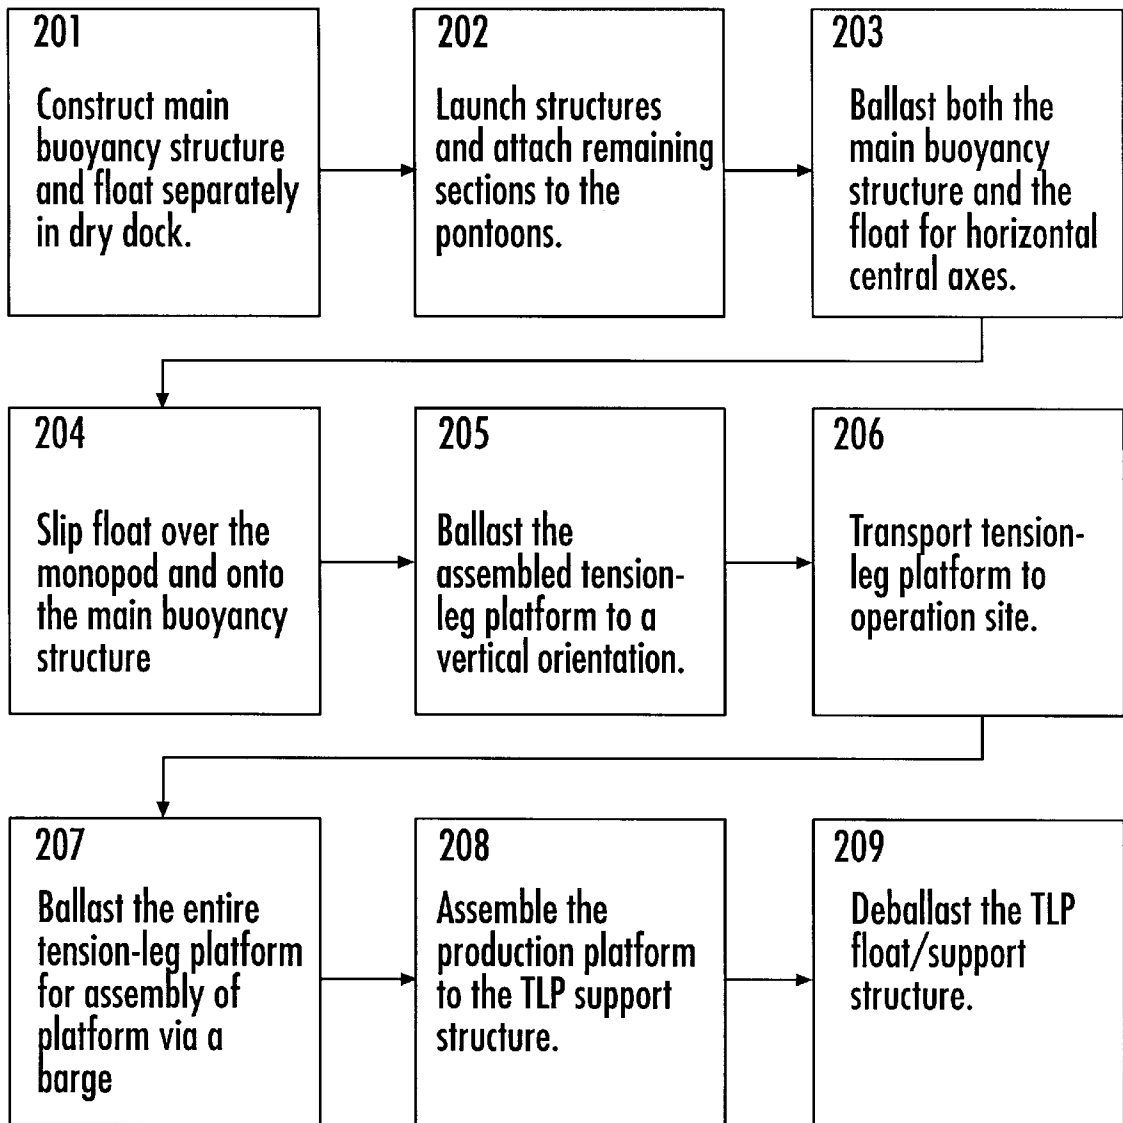 201
Construct main
buoyancy structure
and float separately
in dry dock.
202
Launch structures
and attach remaining
sections to the
pontoons.
203
Ballast both the
main buoyancy
structure and the
float for horizontal
central axes.
204
Slip float over the
monopod and onto
the main buoyancy
structure
205
Ballast the
assembled tension-
leg platform to a
vertical orientation.
206
Transport tension-
leg platform to
operation site.
207
Ballast the entire
tension-leg platform
for assembly of
platform via a
barge
208
Assemble the
production platform
to the TLP support
structure.
209
Deballast the TLP
float/support
structure.